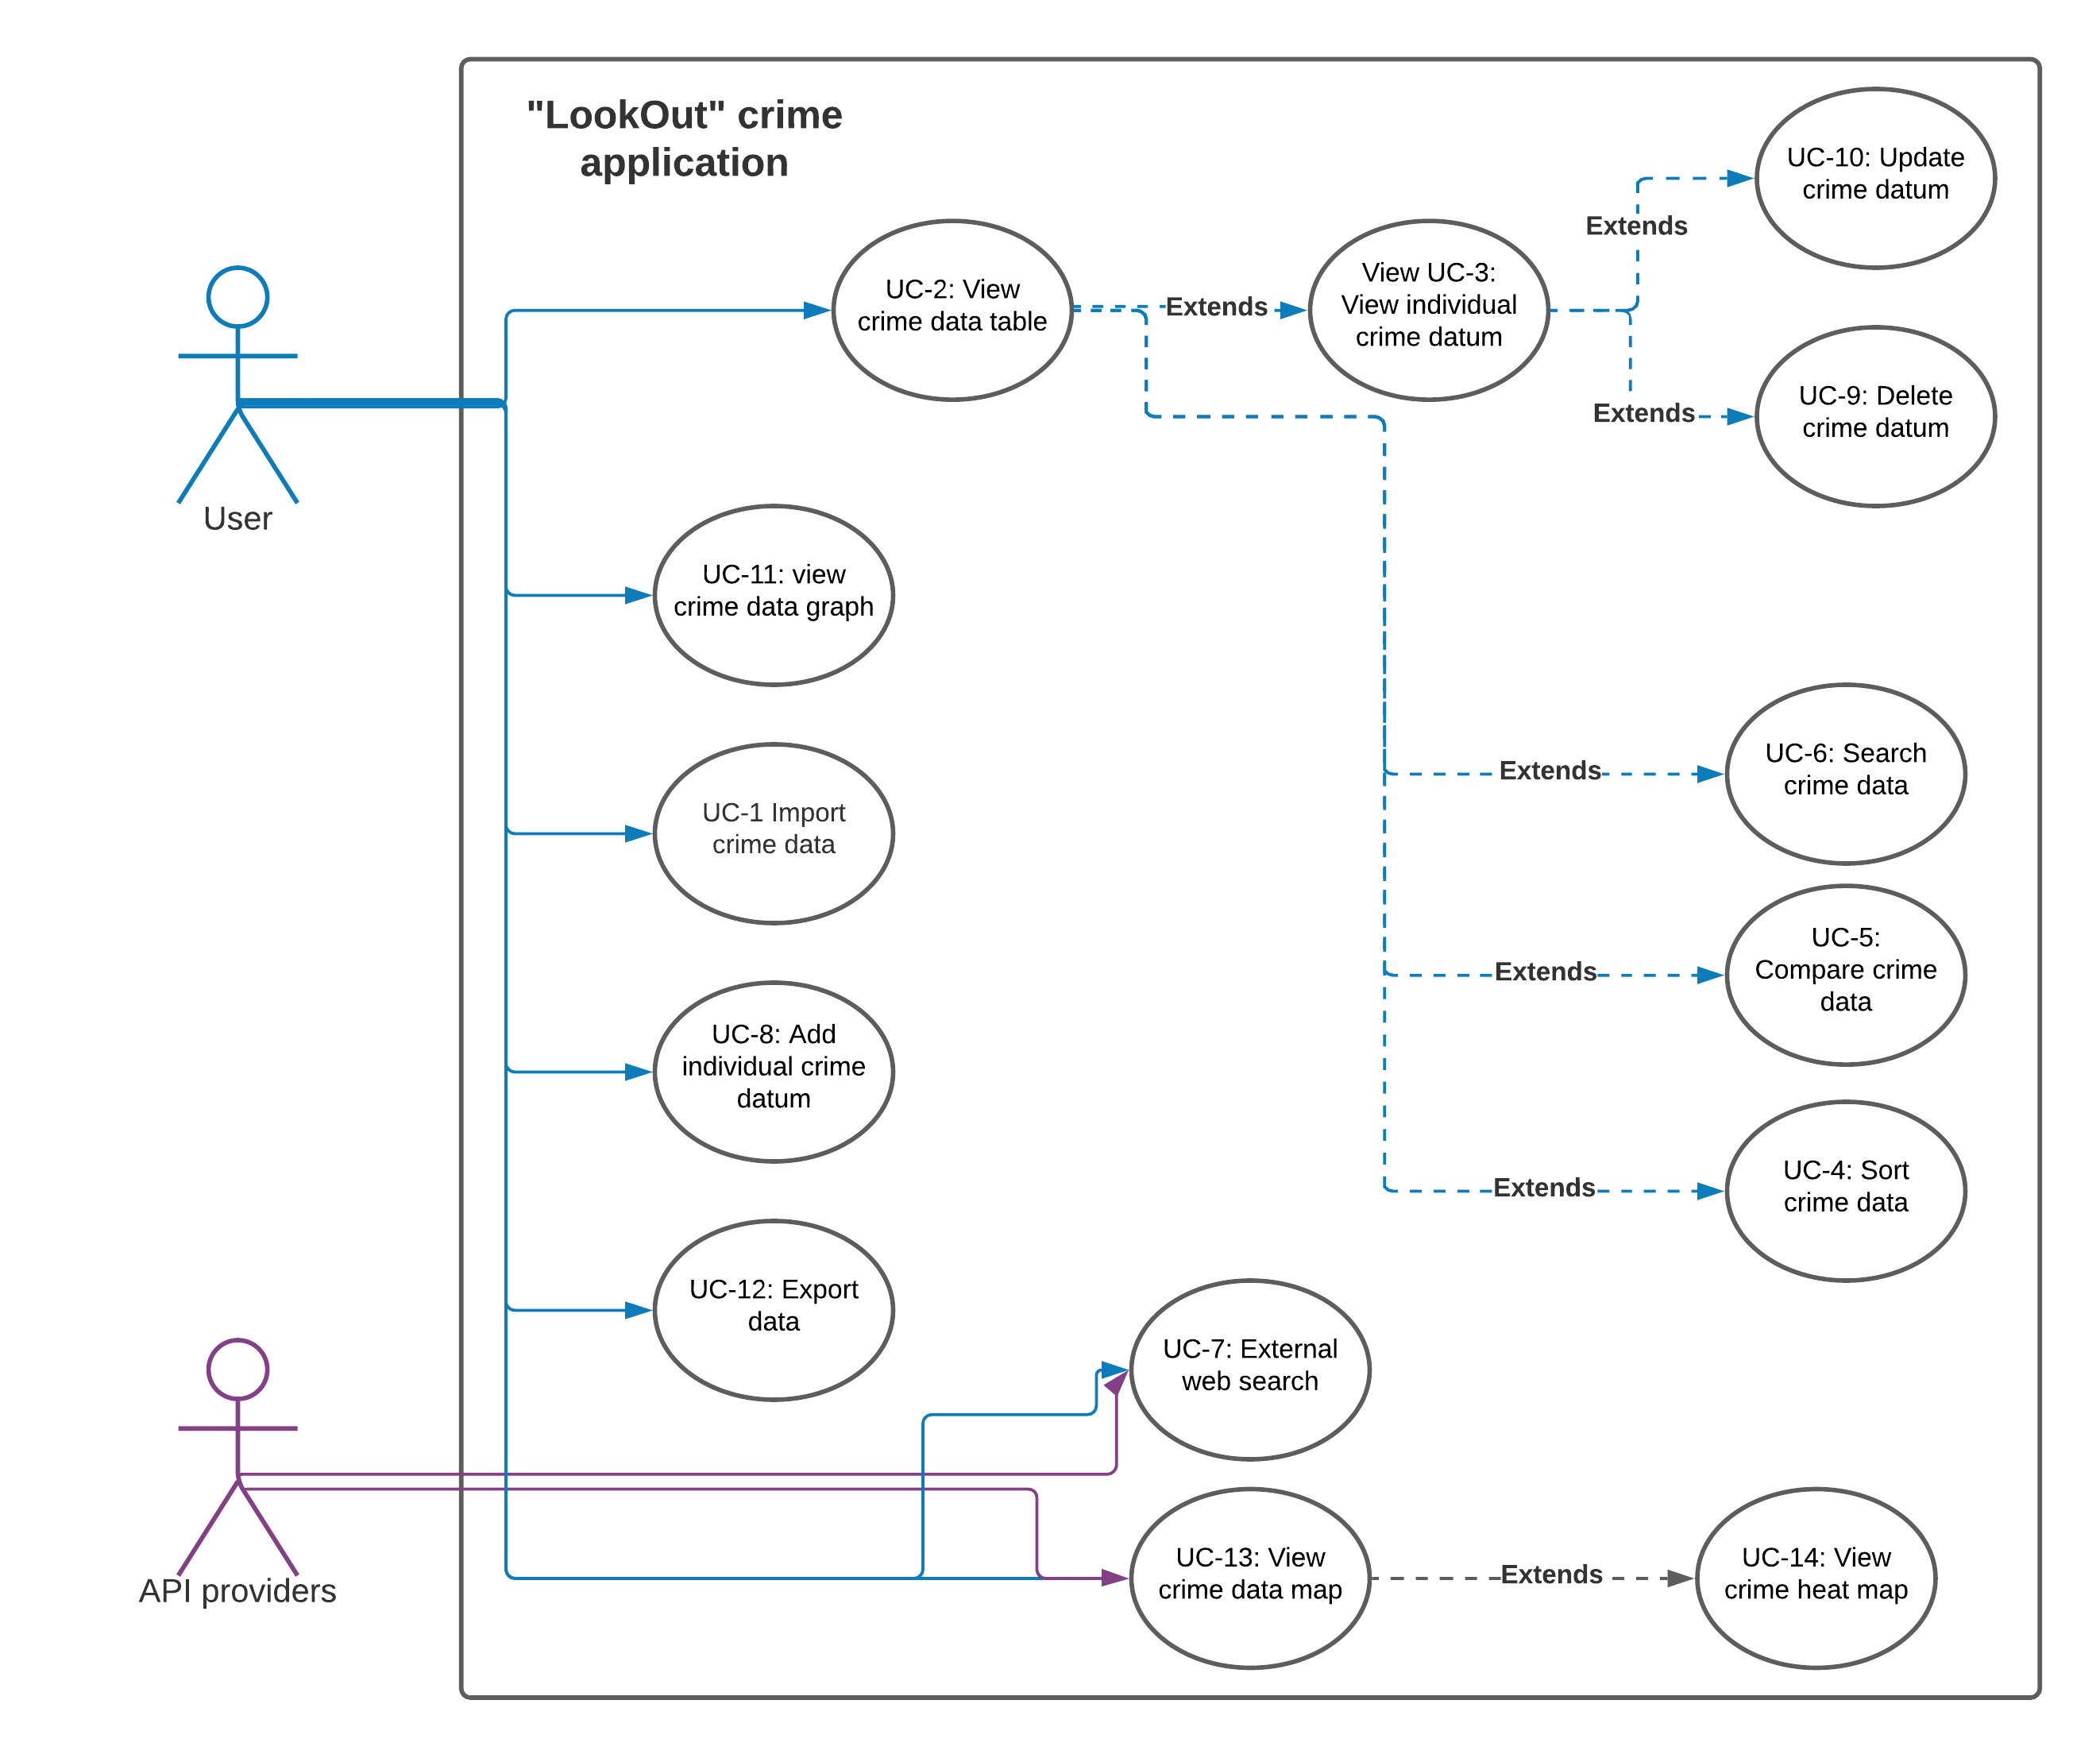 "LookOut" crime
application
UC-10: Update
crime datum
Extends
UC-2: View
crime data table
Extends
View UC-3:
View individual
crime datum
UC-9: Delete
crime datum
Extends
User
UC-11: view
crime data graph
UC-6: Search
crime data
Extends
UC-1 Import
crime data
UC-5:
Compare crime
data
Extends
UC-8: Add
individual crime
datum
UC-4: Sort
crime data
Extends
UC-12: Export
data
UC-7: External
web search
API providers
UC-13: View
crime data map
Extends
UC-14: View
crime heat map